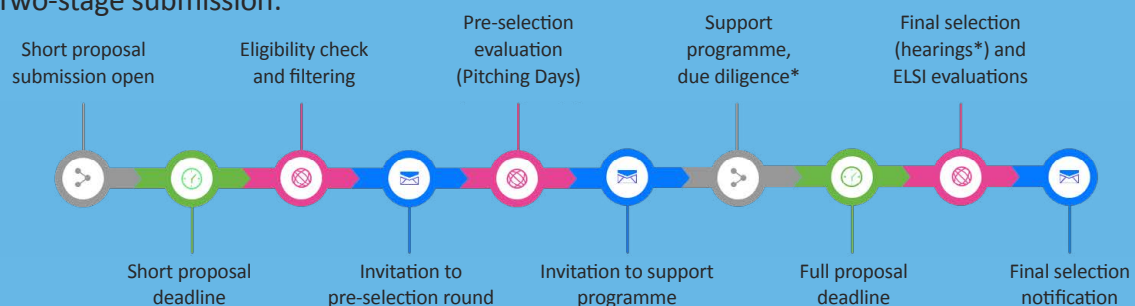 Two-stage submission:
Short proposal
submission open
Eligibility check
and filtering
Pre-selection
evaluation
(Pitching Days)
Support
programme,
due diligence*
Final selection
(hearings*) and
ELSI evaluations
Short proposal
deadline
Invitation to
pre-selection round
Invitation to support
programme
Full proposal
deadline
Final selection
notification